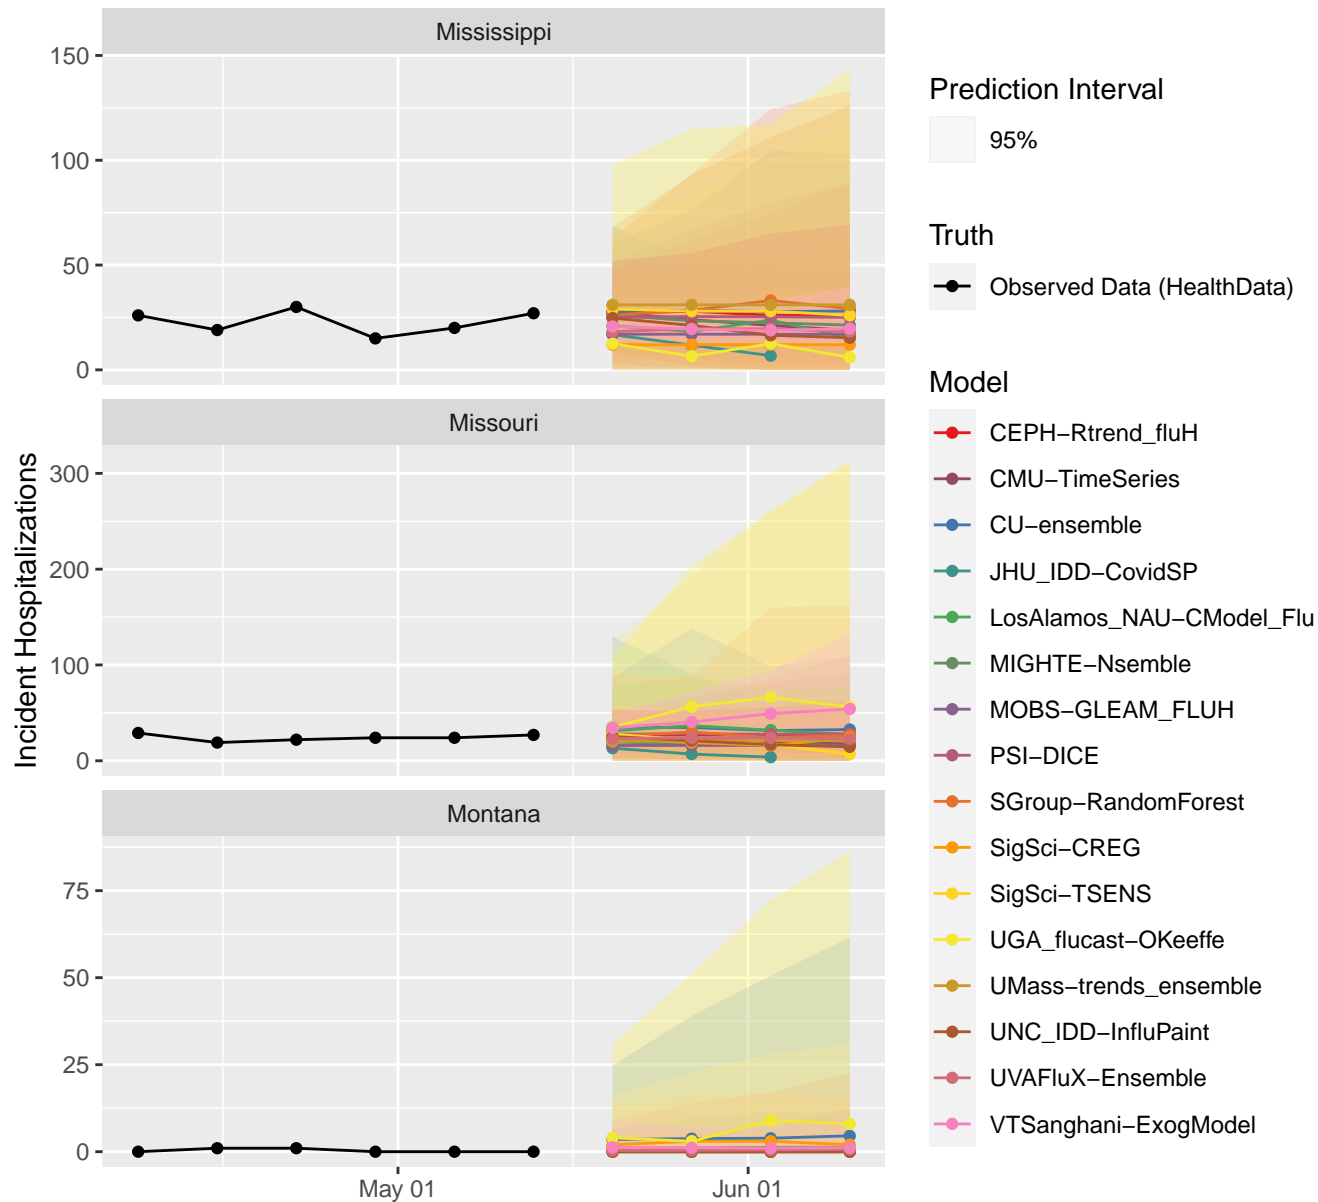 Mississippi
150
100
50
0
Missouri
300
200
100
0
Montana
75
50
25
0
May 01
Jun 01
Incident Hospitalizations
Prediction Interval
95%
Truth
Observed Data (HealthData)
Model
CEPH−Rtrend_fluH
CMU−TimeSeries
CU−ensemble
JHU_IDD−CovidSP
LosAlamos_NAU−CModel_Flu
MIGHTE−Nsemble
MOBS−GLEAM_FLUH
PSI−DICE
SGroup−RandomForest
SigSci−CREG
SigSci−TSENS
UGA_flucast−OKeeffe
UMass−trends_ensemble
UNC_IDD−InfluPaint
UVAFluX−Ensemble
VTSanghani−ExogModel